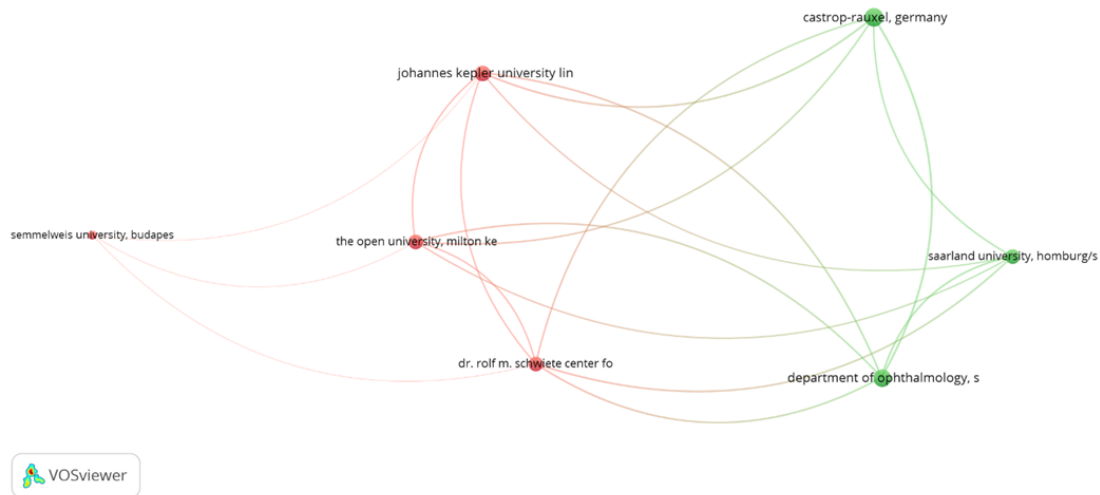 castrop-rauxel, germany
johannes kepler university lin
semmelweis university, budapes
the open university, milton ke
saarland university, homburg/s
dr. rolf m. schwiete center fo
department of ophthalmology, s
VOSviewer